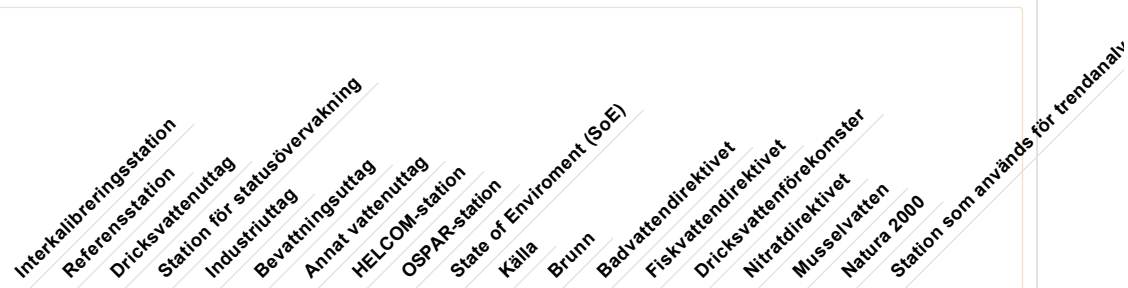 Interkalibreringsstation
Referensstation
Dricksvattenuttag
Station för statusövervakning
Industriuttag
Bevattningsuttag
Annat vattenuttag
HELCOM-station
OSPAR-station
State of Enviroment (SoE)
Källa
Brunn
Badvattendirektivet
Fiskvattendirektivet
Dricksvattenförekomster
Nitratdirektivet
Musselvatten
Natura 2000
Station som används för